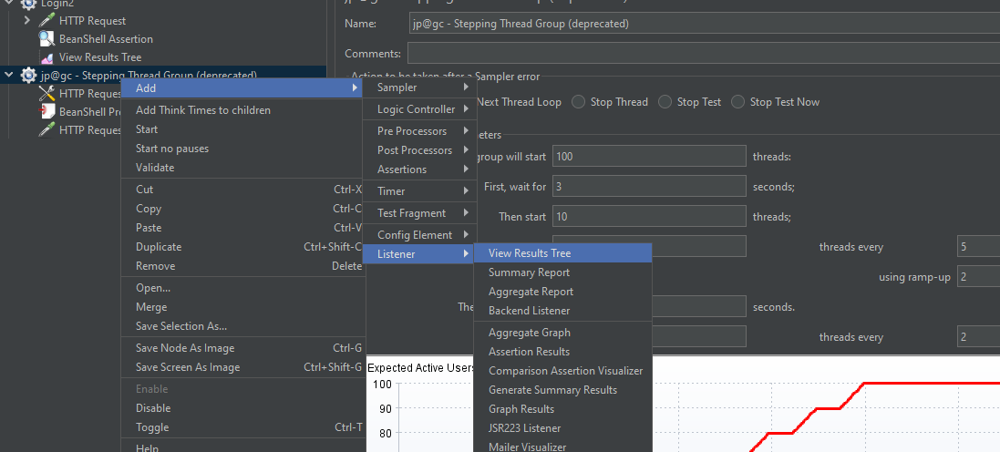 Login2
HTTP Request
BeanShell Assertion
View Results Tree
jp@gc - Stepping Thread Group (deprecated)
HTTP Reques
BeanShell Pre
HTTP Reques
Add
Add Think Times to children
Start
Start no pauses
Validate
Cut Ctrl-X
Copy Ctrl-C
Paste Ctrl-V
Duplicate Ctrl+Shift-C
Remove Delete
Open...
Merge
Save Selection As...
Save Node As Image Ctrl-G
Save Screen As Image Ctrl+Shift-G
Enable
Disable
Toggle Ctrl-T
Help
Sampler
Logic Controller
Pre Processors
Post Processors
Assertions
Timer
Test Fragment
Config Element
Listener
View Results Tree
Summary Report
Aggregate Report
Backend Listener
Aggregate Graph
Assertion Results
Comparison Assertion Visualizer
Generate Summary Results
Graph Results
JSR223 Listener
Mailer Visualizer
Name: jp@gc - Stepping Thread Group (deprecated)
Comments:
Action to be taken after a Sampler error
Next Thread Loop Stop Thread Stop Test Stop Test Now
meters
group will start 100 threads:
First, wait for 3 seconds;
Then start 10 threads;
threads every 5
using ramp-up 2
The seconds.
threads every 2
Expected Active Users
100
90
80